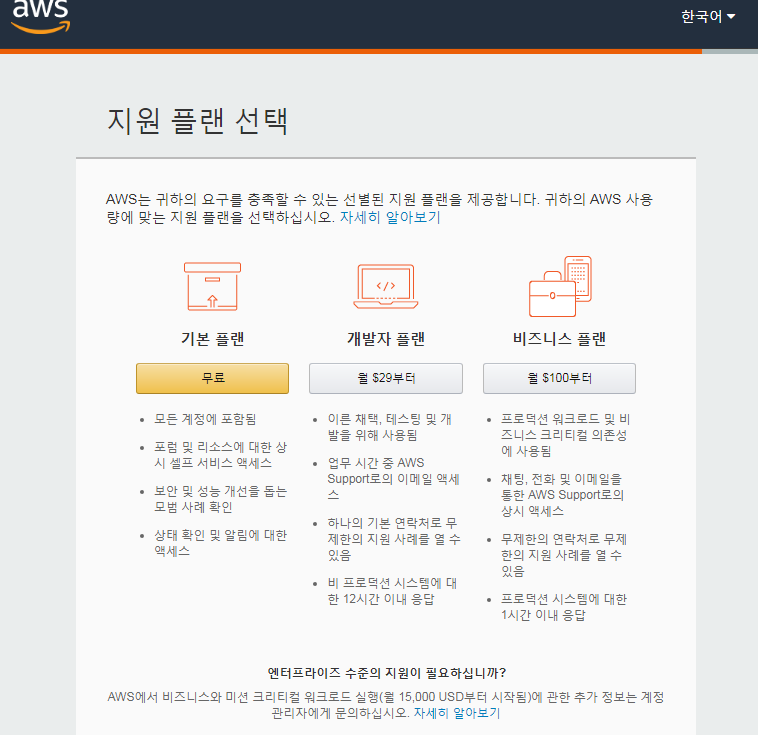 aws
한국어
지원 플랜 선택
AWS는 귀하의 요구를 충족할 수 있는 선별된 지원 플랜을 제공합니다. 귀하의 AWS 사용
량에 맞는 지원 플랜을 선택하십시오. 자세히 알아보기
기본 플랜
무료
모든 계정에 포함됨
포럼 및 리소스에 대한 상
시 셀프 서비스 액세스
보안 및 성능 개선을 돕는
모범 사례 확인
상태 확인 및 알림에 대한
액세스
개발자 플랜
월 $29부터
이른 채택, 테스팅 및 개
발을 위해 사용됨
업무 시간 중 AWS
Support로의 이메일 액세
스
하나의 기본 연락처로 무
제한의 지원 사례를 열 수
있음
비 프로덕션 시스템에 대
한 12시간 이내 응답
비즈니스 플랜
월 $100부터
프로덕션 워크로드 및 비
즈니스 크리티컬 의존성
에 사용됨
채팅, 전화 및 이메일을
통한 AWS Support로의
상시 액세스
무제한의 연락처로 무제
한의 지원 사례를 열 수
있음
프로덕션 시스템에 대한
1시간 이내 응답
엔터프라이즈 수준의 지원이 필요하십니까?
AWS에서 비즈니스와 미션 크리티컬 워크로드 실행(월 15,000 USD부터 시작됨)에 관한 추가 정보는 계정
관리자에게 문의하십시오. 자세히 알아보기